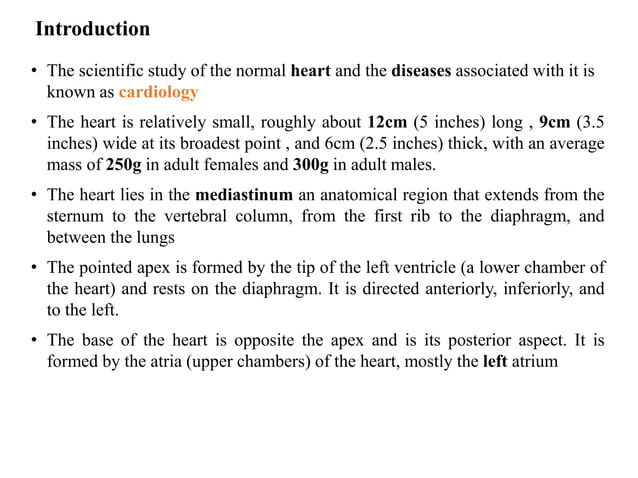 Introduction
• The scientific study of the normal heart and the diseases associated with it is
known as cardiology
• The heart is relatively small, roughly about 12cm (5 inches) long , 9cm (3.5
inches) wide at its broadest point , and 6cm (2.5 inches) thick, with an average
mass of 250g in adult females and 300g in adult males.
• The heart lies in the mediastinum an anatomical region that extends from the
sternum to the vertebral column, from the first rib to the diaphragm, and
between the lungs
• The pointed apex is formed by the tip of the left ventricle (a lower chamber of
the heart) and rests on the diaphragm. It is directed anteriorly, inferiorly, and
to the left.
• The base of the heart is opposite the apex and is its posterior aspect. It is
formed by the atria (upper chambers) of the heart, mostly the left atrium